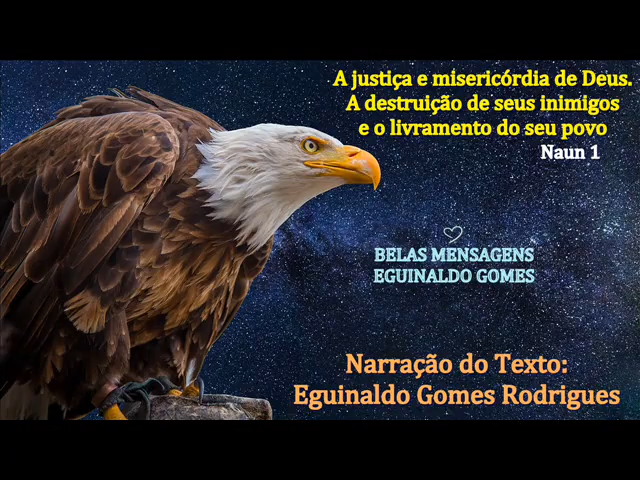 A justiça e misericórdia de Deus.
A destruição de seus inimigos
e o livramento do seu povo
Naun 1
BELAS MENSAGENS
EGUINALDO GOMES
Narração do Texto:
Eguinaldo Gomes Rodrigues